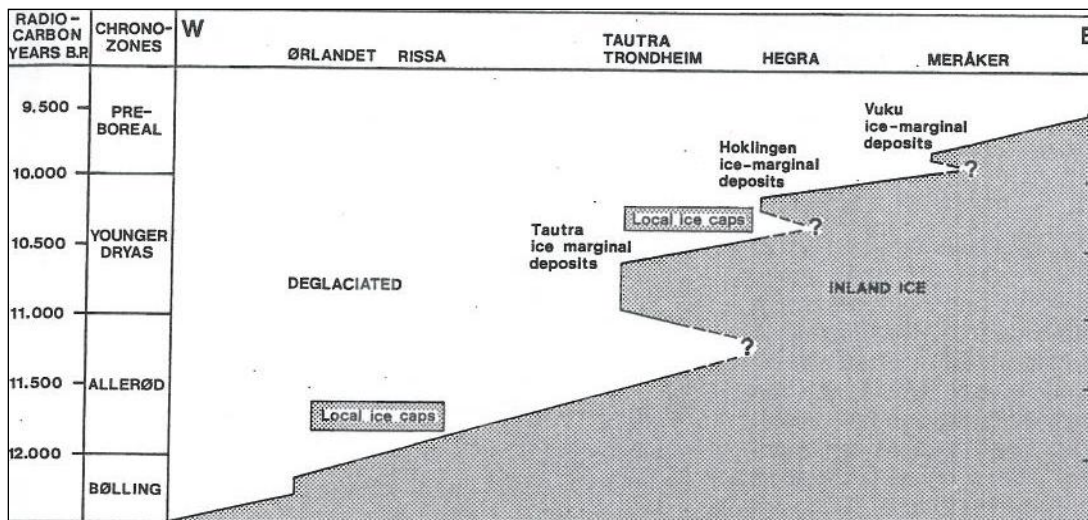 RADIO-
CARBON
YEARS B.P.
CHRONO-
ZONES
W
ØRLANDET
RISSA
TAUTRA
TRONDHEIM
HEGRA
MERÅKER
E
9.500
PRE-
BOREAL
10.000
YOUNGER
DRYAS
10.500
11.000
ALLERØD
11.500
12.000
BØLLING
Vuku
ice-marginal
deposits
?
Hoklingen
ice-marginal
deposits
?
Local ice caps
Tautra
ice marginal
deposits
DEGLACIATED
INLAND ICE
?
Local ice caps